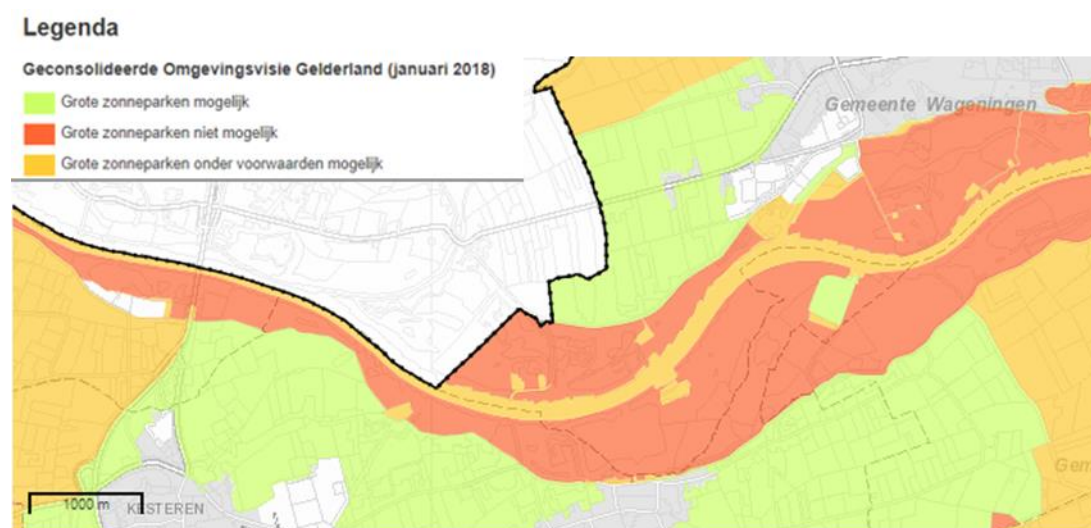 Legenda
Geconsolideerde Omgevingsvisie Gelderland (januari 2018)
Grote zonneparken mogelijk
Grote zonneparken niet mogelijk
Grote zonneparken onder voorwaarden mogelijk
Gemeente Wageningen
Gem
1000 m
KESTEREN